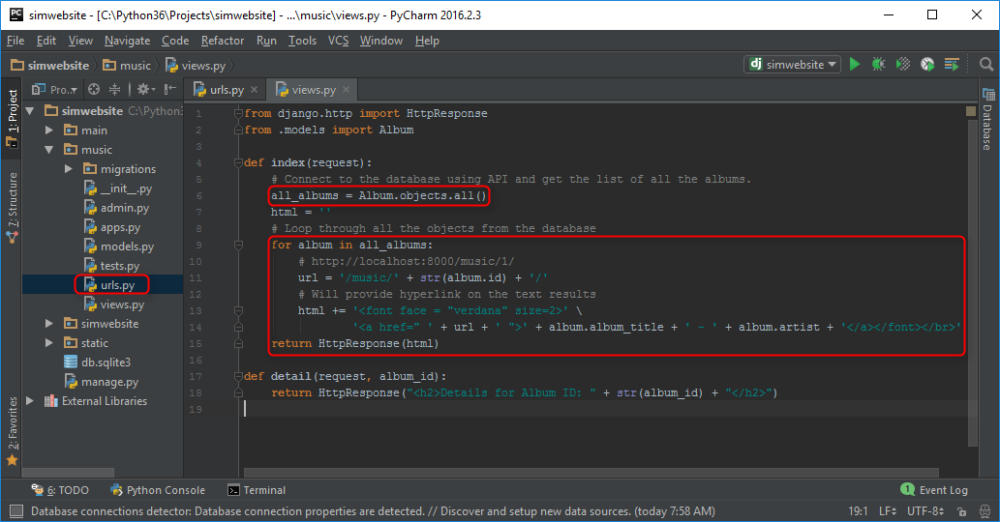 simwebsite - [C:\Python36\Projects\simwebsite] - ...\music\views.py - PyCharm 2016.2.3
File Edit View Navigate Code Refactor Run Tools VCS Window Help
simwebsite music views.py simwebsite
1: Project
7: Structure
2: Favorites
Pro..
urls.py views.py
simwebsite C:\Python3
main
music
migrations
__init__.py
admin.py
apps.py
models.py
tests.py
urls.py
views.py
simwebsite
static
db.sqlite3
manage.py
External Libraries
1 from django.http import HttpResponse
2 from .models import Album
3
4 def index(request):
5 # Connect to the database using API and get the list of all the albums.
6 all_albums = Album.objects.all()
7 html = ''
8 # Loop through all the objects from the database
9 for album in all_albums:
10 # http://localhost:8000/music/1/
11 url = '/music/' + str(album.id) + '/'
12 # Will provide hyperlink on the text results
13 html += '<font face = "verdana" size=2>' \
14 '<a href=" ' + url + ' ">' + album.album_title + ' - ' + album.artist + '</a></font></br>'
15 return HttpResponse(html)
16
17 def detail(request, album_id):
18 return HttpResponse("<h2>Details for Album ID: " + str(album_id) + "</h2>")
19
Database
6: TODO Python Console Terminal 1 Event Log
Database connections detector: Database connection properties are detected. // Discover and setup new data sources. (today 7:58 AM) 19:1 LF UTF-8